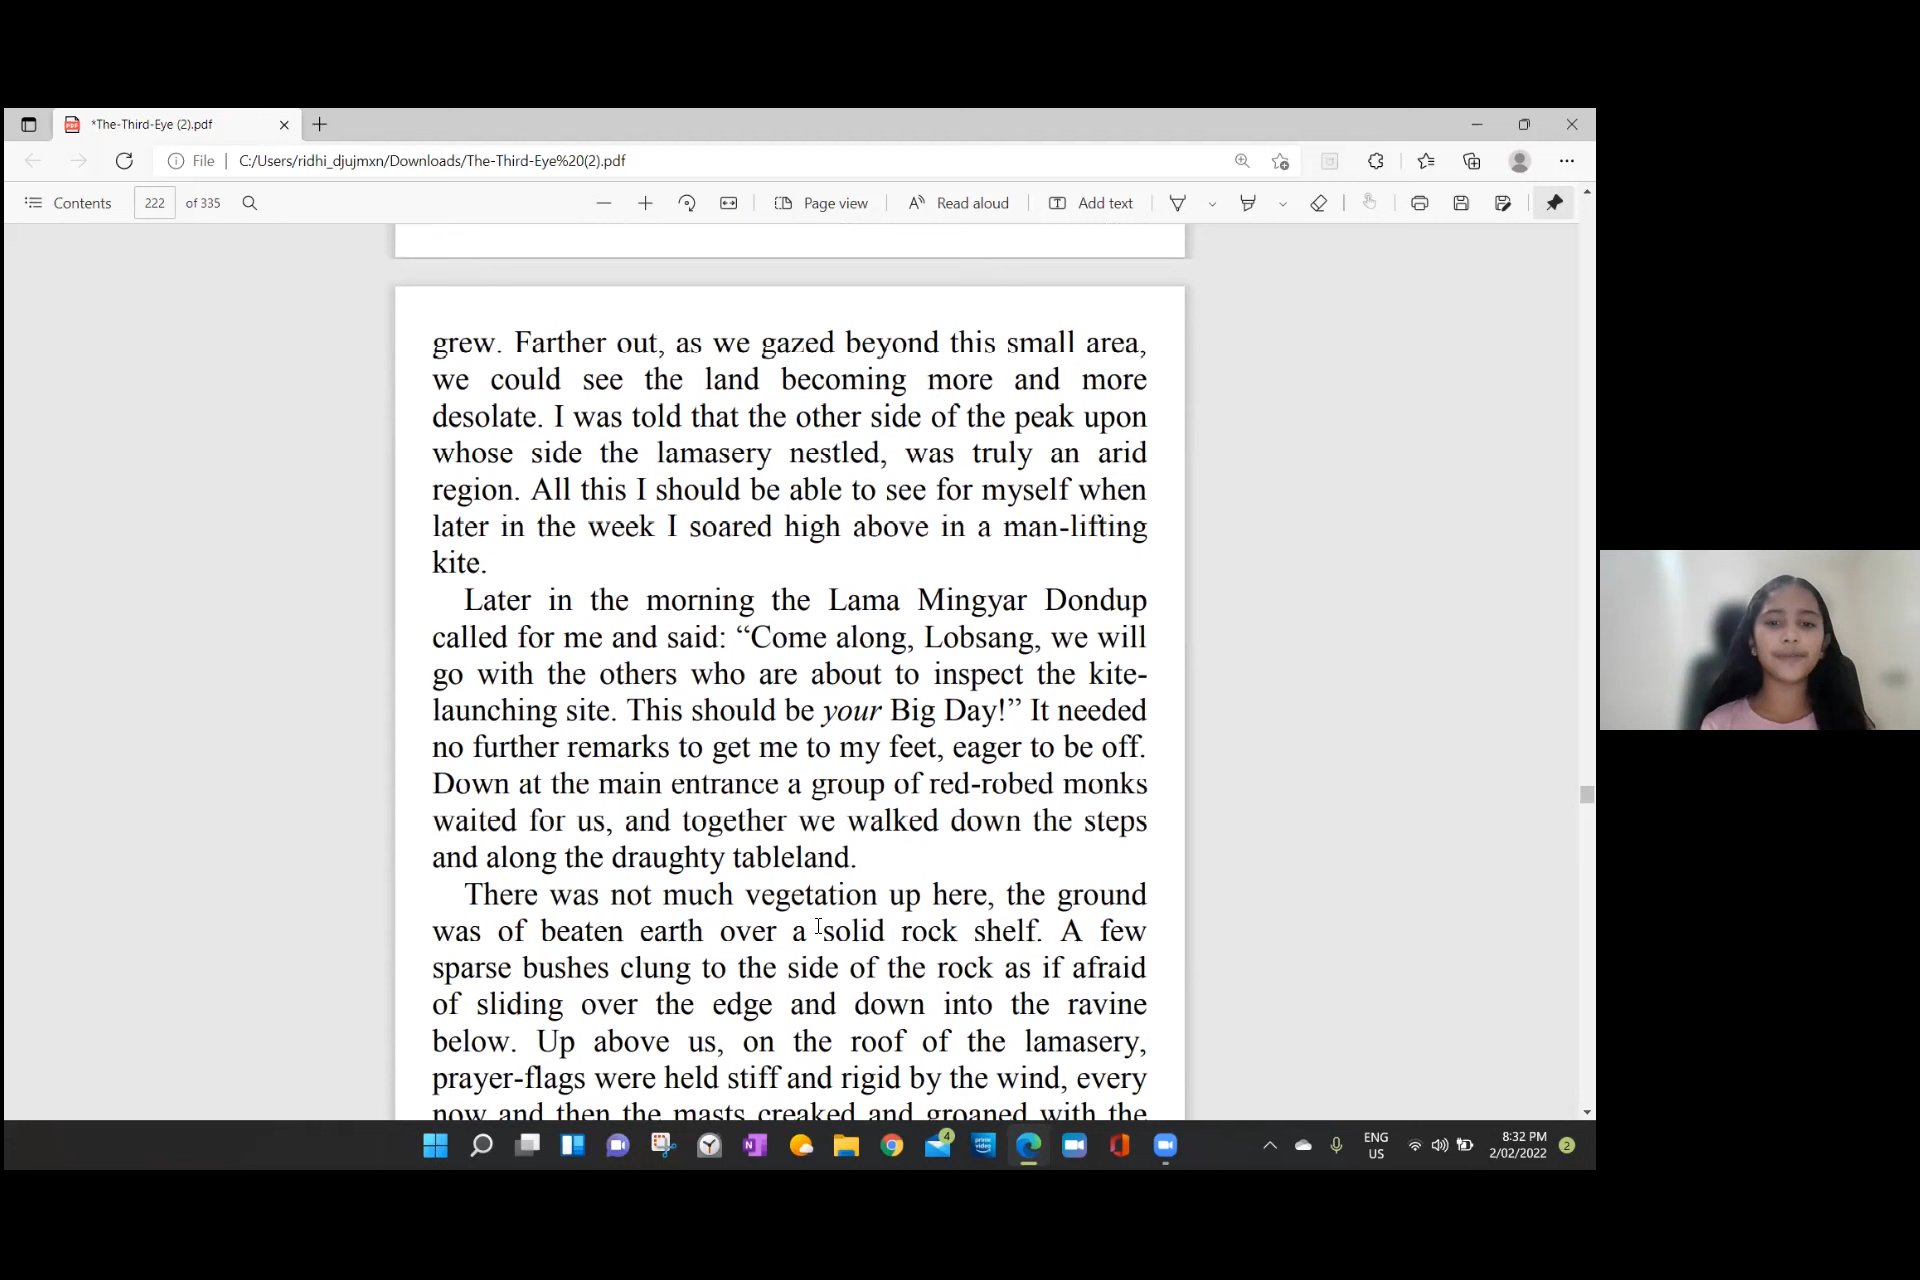 *The-Third-Eye (2).pdf
File | C:/Users/ridhi_djujmxn/Downloads/The-Third-Eye%20(2).pdf
Contents 222 of 335 Page view Read aloud Add text
grew. Farther out, as we gazed beyond this small area,
we could see the land becoming more and more
desolate. I was told that the other side of the peak upon
whose side the lamasery nestled, was truly an arid
region. All this I should be able to see for myself when
later in the week I soared high above in a man-lifting
kite.
Later in the morning the Lama Mingyar Dondup
called for me and said: “Come along, Lobsang, we will
go with the others who are about to inspect the kite-
launching site. This should be your Big Day!” It needed
no further remarks to get me to my feet, eager to be off.
Down at the main entrance a group of red-robed monks
waited for us, and together we walked down the steps
and along the draughty tableland.
There was not much vegetation up here, the ground
was of beaten earth over a solid rock shelf. A few
sparse bushes clung to the side of the rock as if afraid
of sliding over the edge and down into the ravine
below. Up above us, on the roof of the lamasery,
prayer-flags were held stiff and rigid by the wind, every
now and then the masts creaked and groaned with the
4
prime video
ENG
US
8:32 PM
2/02/2022
2